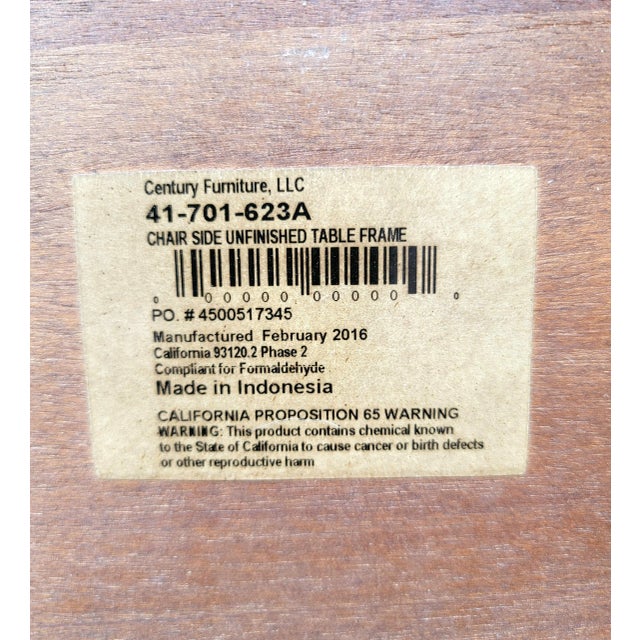 Century Furniture, LLC
41-701-623A
CHAIR SIDE UNFINISHED TABLE FRAME
0 00000 00000 0
PO. # 4500517345
Manufactured February 2016
California 93120.2 Phase 2
Compliant for Formaldehyde
Made in Indonesia
CALIFORNIA PROPOSITION 65 WARNING
WARNING: This product contains chemical known
to the State of California to cause cancer or birth defects
or other reproductive harm